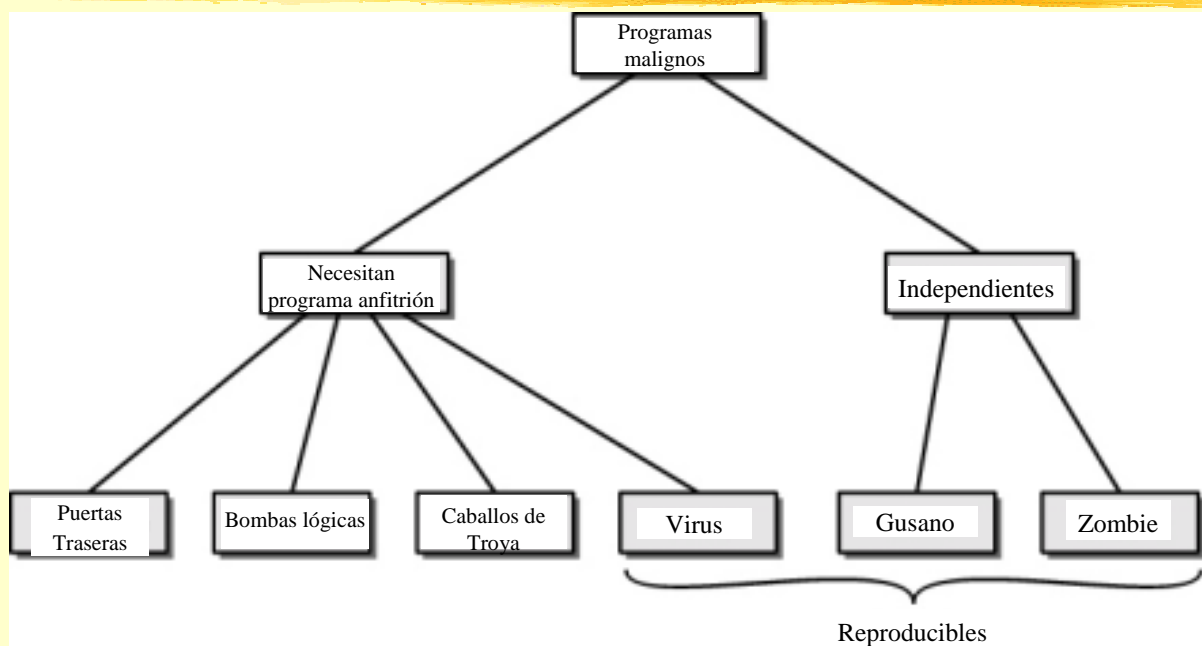 Programas
malignos
Necesitan
programa anfitrión
Independientes
Puertas
Traseras
Bombas lógicas
Caballos de
Troya
Virus
Gusano
Zombie
Reproducibles